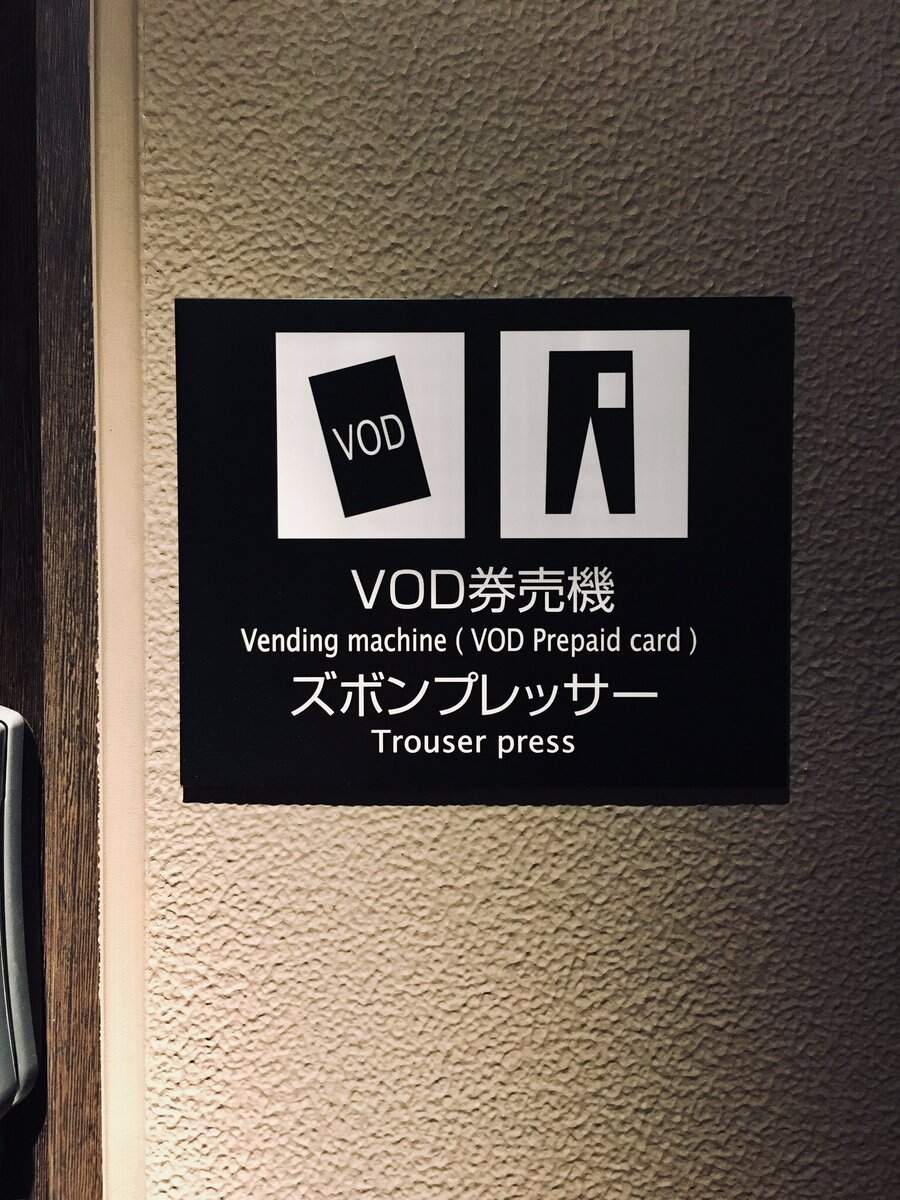 VOD
VOD券売機
Vending machine ( VOD Prepaid card )
ズボンプレッサー
Trouser press